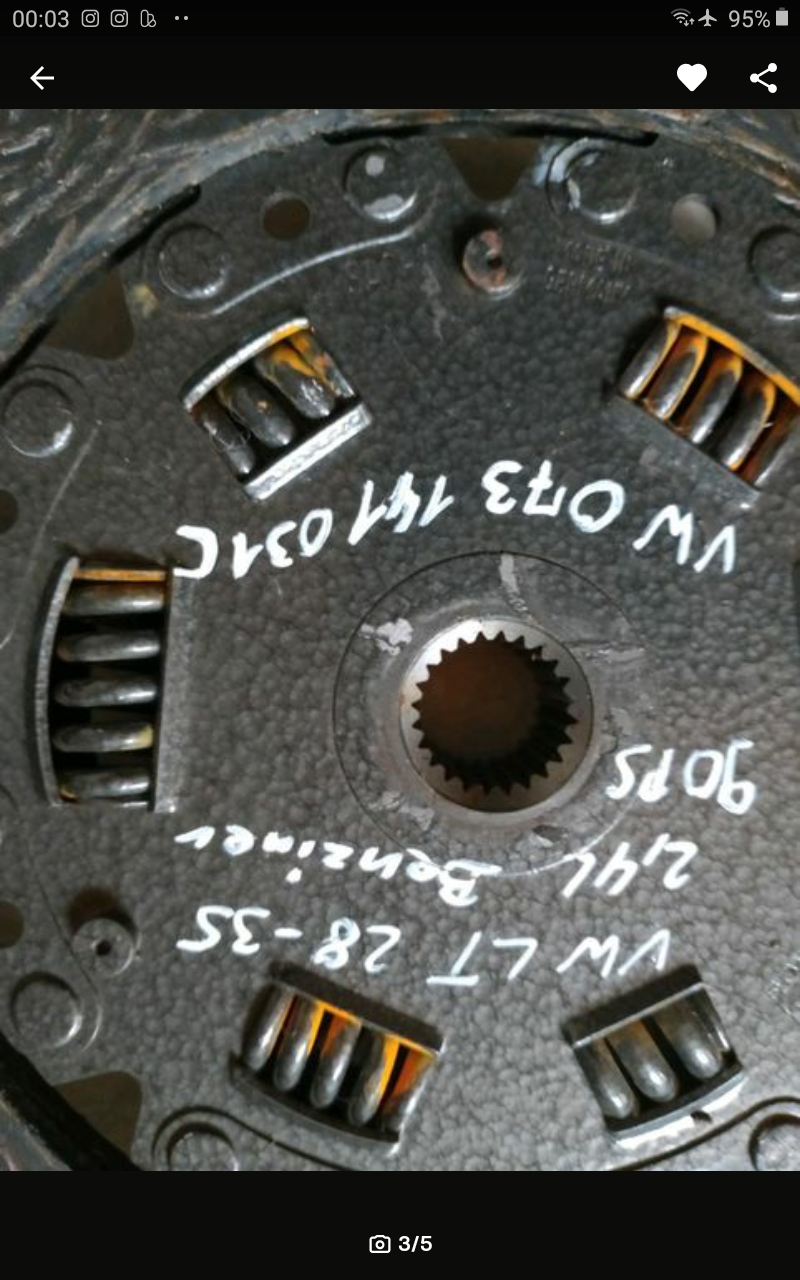 00:03
95%
VW 073 141 031C
90PS
2,4L Benziner
VW LT 28-35
3/5